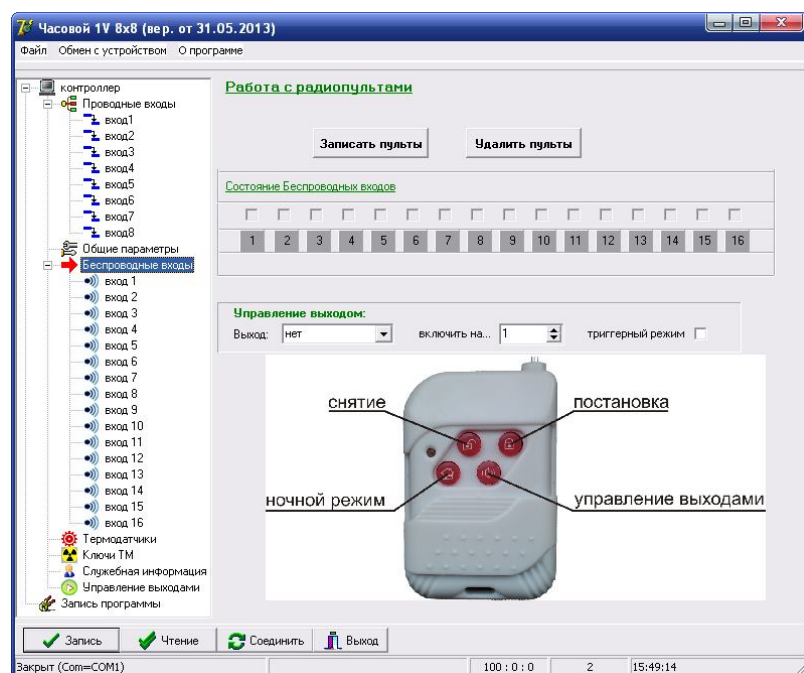 Часовой 1V 8x8 (вер. от 31.05.2013)
Файл Обмен с устройством О программе
контроллер
Проводные входы
вход1
вход2
вход3
вход4
вход5
вход6
вход7
вход8
Общие параметры
Беспроводные входы
вход 1
вход 2
вход 3
вход 4
вход 5
вход 6
вход 7
вход 8
вход 9
вход 10
вход 11
вход 12
вход 13
вход 14
вход 15
вход 16
Термодатчики
Ключи ТМ
Служебная информация
Управление выходами
Запись программы
Работа с радиопультами
Записать пульты Удалить пульты
Состояние Беспроводных входов
1 2 3 4 5 6 7 8 9 10 11 12 13 14 15 16
Управление выходом:
Выход: нет включить на... 1 триггерный режим
снятие постановка
ночной режим управление выходами
Запись Чтение Соединить Выход
Закрыт (Com=COM1) 100 : 0 : 0 2 15:49:14